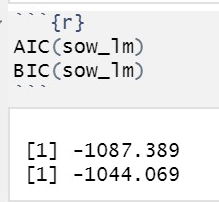 ```{r}
AIC(sow_lm)
BIC(sow_lm)
```
[1] -1087.389
[1] -1044.069